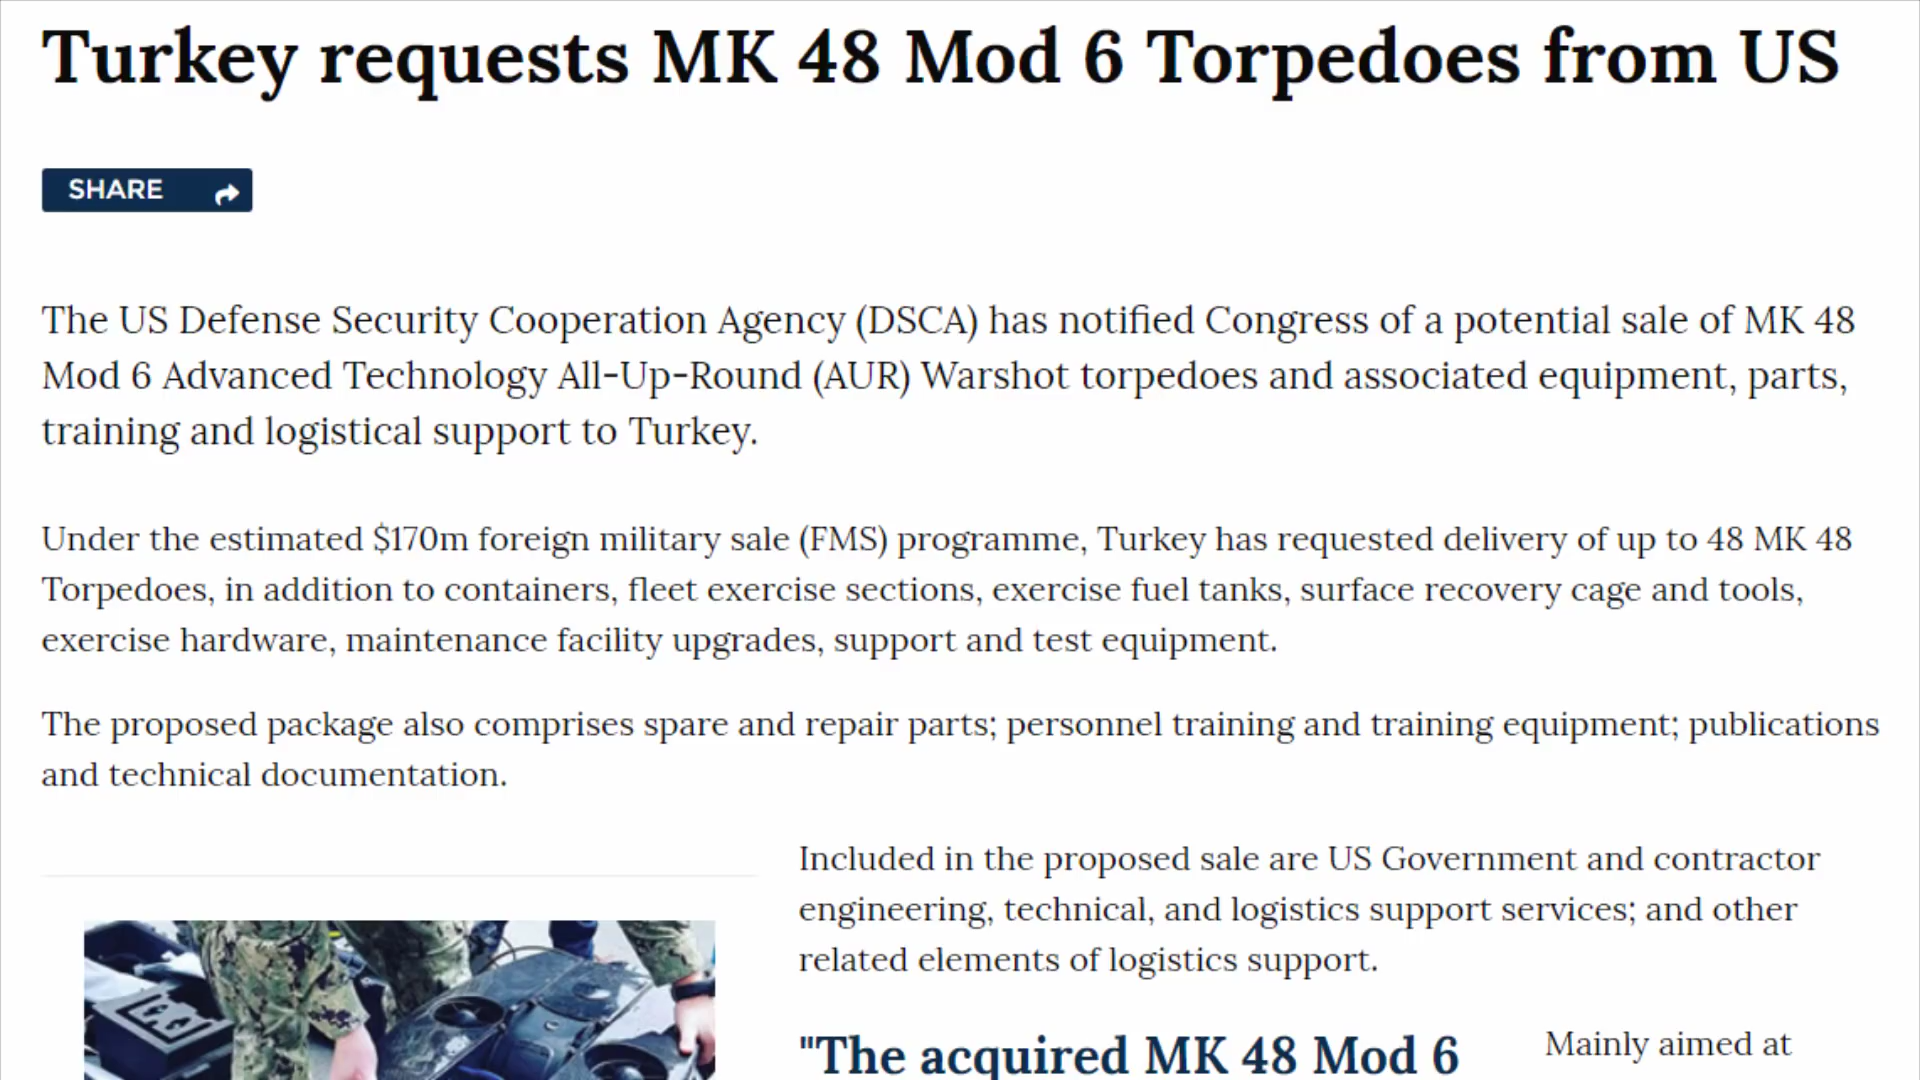 Turkey requests MK 48 Mod 6 Torpedoes from US
SHARE
The US Defense Security Cooperation Agency (DSCA) has notified Congress of a potential sale of MK 48
Mod 6 Advanced Technology All-Up-Round (AUR) Warshot torpedoes and associated equipment, parts,
training and logistical support to Turkey.
Under the estimated $170m foreign military sale (FMS) programme, Turkey has requested delivery of up to 48 MK 48
Torpedoes, in addition to containers, fleet exercise sections, exercise fuel tanks, surface recovery cage and tools,
exercise hardware, maintenance facility upgrades, support and test equipment.
The proposed package also comprises spare and repair parts; personnel training and training equipment; publications
and technical documentation.
Included in the proposed sale are US Government and contractor
engineering, technical, and logistics support services; and other
related elements of logistics support.
"The acquired MK 48 Mod 6
Mainly aimed at